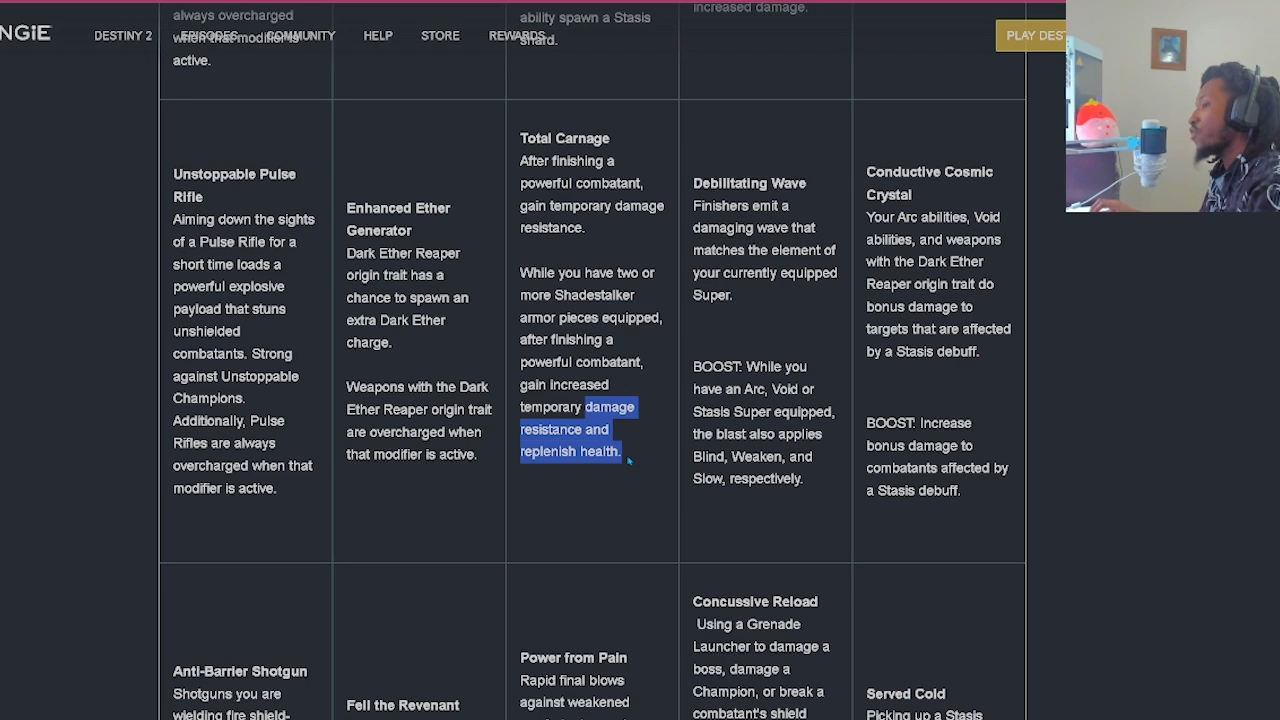 NGiE
DESTINY 2
EPISODES
COMMUNITY
HELP
STORE
REWARDS
PLAY DEST
always overcharged
when that modifier is
active.
ability spawn a Stasis
shard.
increased damage.
Unstoppable Pulse
Rifle
Aiming down the sights
of a Pulse Rifle for a
short time loads a
powerful explosive
payload that stuns
unshielded
combatants. Strong
against Unstoppable
Champions.
Additionally, Pulse
Rifles are always
overcharged when that
modifier is active.
Enhanced Ether
Generator
Dark Ether Reaper
origin trait has a
chance to spawn an
extra Dark Ether
charge.
Weapons with the Dark
Ether Reaper origin trait
are overcharged when
that modifier is active.
Total Carnage
After finishing a
powerful combatant,
gain temporary damage
resistance.
While you have two or
more Shadestalker
armor pieces equipped,
after finishing a
powerful combatant,
gain increased
temporary damage
resistance and
replenish health.
Debilitating Wave
Finishers emit a
damaging wave that
matches the element of
your currently equipped
Super.
BOOST: While you
have an Arc, Void or
Stasis Super equipped,
the blast also applies
Blind, Weaken, and
Slow, respectively.
Conductive Cosmic
Crystal
Your Arc abilities, Void
abilities, and weapons
with the Dark Ether
Reaper origin trait do
bonus damage to
targets that are affected
by a Stasis debuff.
BOOST: Increase
bonus damage to
combatants affected by
a Stasis debuff.
Anti-Barrier Shotgun
Shotguns you are
wielding fire shield-
Fell the Revenant
Power from Pain
Rapid final blows
against weakened
Concussive Reload
Using a Grenade
Launcher to damage a
boss, damage a
Champion, or break a
combatant's shield
Served Cold
Picking up a Stasis